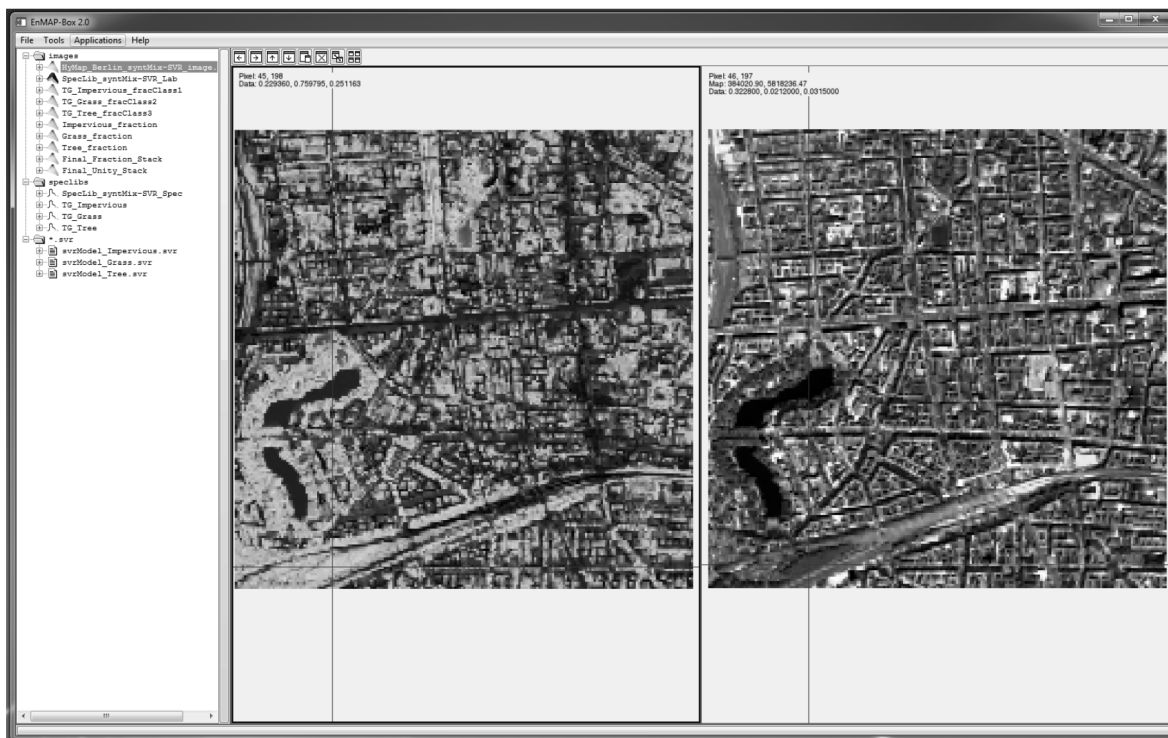 EnMAP-Box 2.0
File Tools Applications Help
images
HyMap_Berlin_syntMix-SVR_image.
SpecLib_syntMix-SVR_Lab
TG_Impervious_fracClass1
TG_Grass_fracClass2
TG_Tree_fracClass3
Impervious_fraction
Grass_fraction
Tree_fraction
Final_Fraction_Stack
Final_Unity_Stack
speclibs
SpecLib_syntMix-SVR_Spec
TG_Impervious
TG_Grass
TG_Tree
*.svr
svrModel_Impervious.svr
svrModel_Grass.svr
svrModel_Tree.svr
Pixel: 45, 198
Data: 0.229360, 0.759795, 0.251163
Pixel: 46, 197
Map: 384020.90, 5818236.47
Data: 0.322800, 0.0212000, 0.0315000